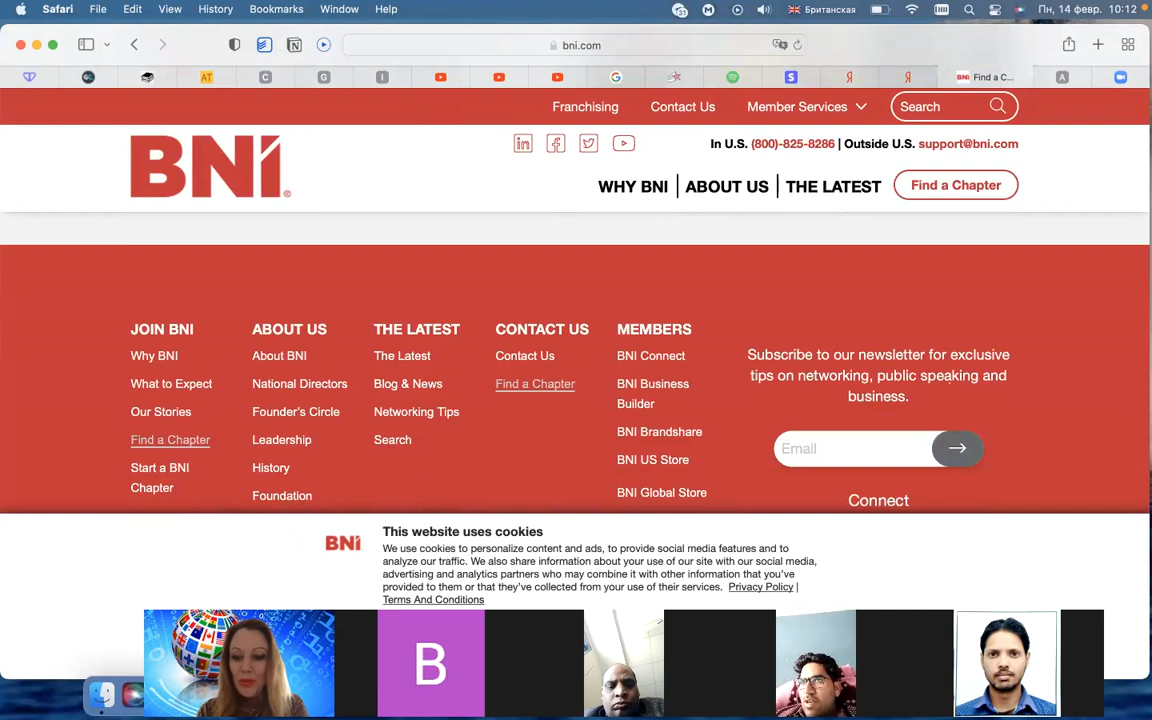 Safari File Edit View History Bookmarks Window Help
31
Британская
Пн, 14 февр. 10:12
bni.com
AT
C
G
I
S
Я
Я
BNI Find a C...
A
Franchising Contact Us Member Services Search
BNI®
in
In U.S. (800)-825-8286 | Outside U.S. support@bni.com
WHY BNI | ABOUT US | THE LATEST Find a Chapter
JOIN BNI
Why BNI
What to Expect
Our Stories
Find a Chapter
Start a BNI
Chapter
ABOUT US
About BNI
National Directors
Founder's Circle
Leadership
History
Foundation
THE LATEST
The Latest
Blog & News
Networking Tips
Search
CONTACT US
Contact Us
Find a Chapter
MEMBERS
BNI Connect
BNI Business
Builder
BNI Brandshare
BNI US Store
BNI Global Store
Subscribe to our newsletter for exclusive
tips on networking, public speaking and
business.
Email
Connect
BNI
This website uses cookies
We use cookies to personalize content and ads, to provide social media features and to
analyze our traffic. We also share information about your use of our site with our social media,
advertising and analytics partners who may combine it with other information that you've
provided to them or that they've collected from your use of their services. Privacy Policy |
Terms And Conditions
B